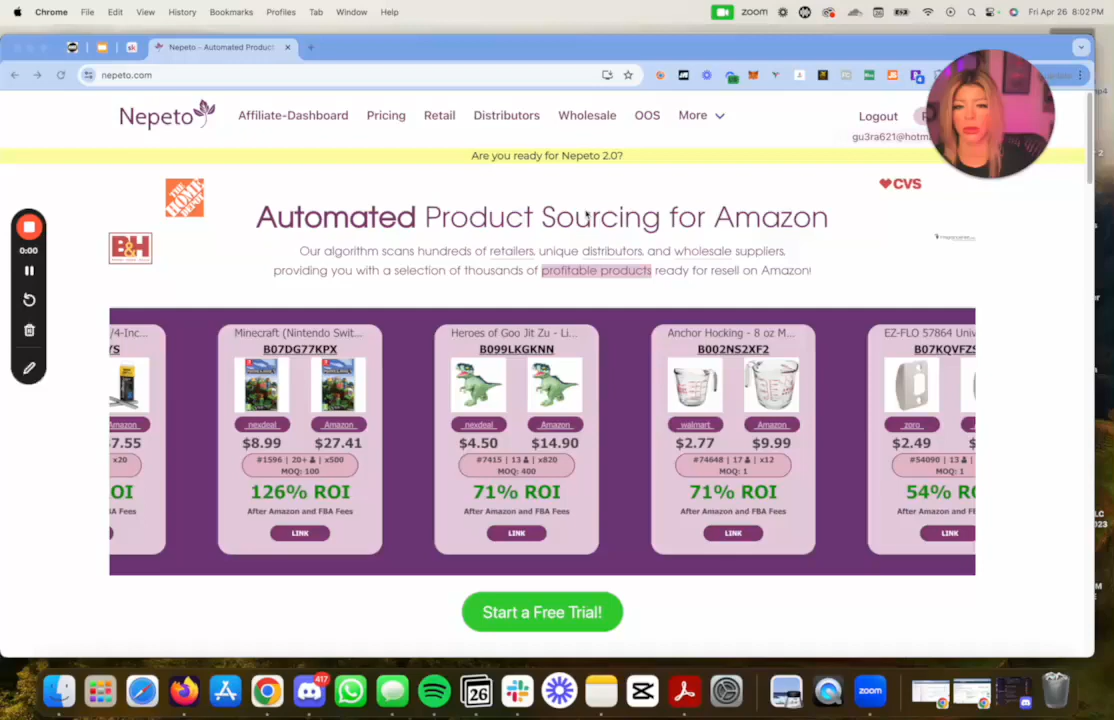 Chrome File Edit View History Bookmarks Profiles Tab Window Help
zoom
Fri Apr 26 8:02 PM
Nepeto – Automated Product
nepeto.com
Nepeto
Affiliate-Dashboard Pricing Retail Distributors Wholesale OOS More
Logout
gu3ra621@hotm
Are you ready for Nepeto 2.0?
THE HOME DEPOT
CVS
B&H
0:00
Automated Product Sourcing for Amazon
Our algorithm scans hundreds of retailers, unique distributors, and wholesale suppliers,
providing you with a selection of thousands of profitable products ready for resell on Amazon!
/4-Inc...
Minecraft (Nintendo Swit...
Heroes of Goo Jit Zu - Li...
Anchor Hocking - 8 oz M...
EZ-FLO 57864 Univ
YS
B07DG77KPX
B099LKGKNN
B002NS2XF2
B07KQVFZS
Amazon
nexdeal
Amazon
nexdeal
Amazon
walmart
Amazon
zpro
7.55
$8.99
$27.41
$4.50
$14.90
$2.77
$9.99
$2.49
x20
#1596 | 20+ | x500
MOQ: 100
#7415 | 13 | x820
MOQ: 400
#74648 | 17 | x12
MOQ: 1
#54090 | 13
MOQ: 1
OI
126% ROI
71% ROI
71% ROI
54% RO
A Fees
After Amazon and FBA Fees
After Amazon and FBA Fees
After Amazon and FBA Fees
After Amazon and FBA Fees
LINK
LINK
LINK
LINK
Start a Free Trial!
417
26
zoom